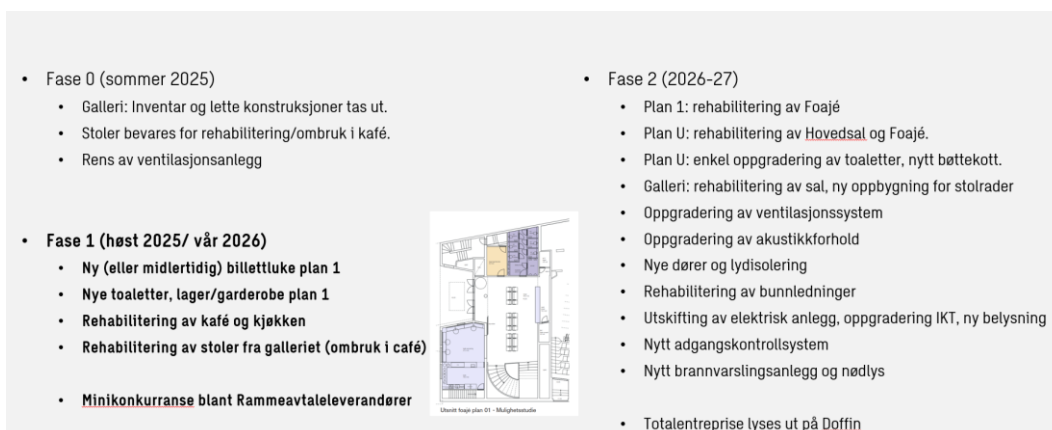 Fase 0 (sommer 2025)
Galleri: Inventar og lette konstruksjoner tas ut.
Stoler bevares for rehabilitering/ombruk i kafé.
Rens av ventilasjonsanlegg
Fase 1 (høst 2025/ vår 2026)
Ny (eller midlertidig) billettluke plan 1
Nye toaletter, lager/garderobe plan 1
Rehabilitering av kafé og kjøkken
Rehabilitering av stoler fra galleriet (ombruk i café)
Minikonkurranse blant Rammeavtaleleverandører
Utsnitt foajé plan 01 - Mulighetsstudie
Fase 2 (2026-27)
Plan 1: rehabilitering av Foajé
Plan U: rehabilitering av Hovedsal og Foajé.
Plan U: enkel oppgradering av toaletter, nytt bøttekott.
Galleri: rehabilitering av sal, ny oppbygning for stolrader
Oppgradering av ventilasjonssystem
Oppgradering av akustikkforhold
Nye dører og lydisolering
Rehabilitering av bunnledninger
Utskifting av elektrisk anlegg, oppgradering IKT, ny belysning
Nytt adgangskontrollsystem
Nytt brannvarslingsanlegg og nødlys
Totalentreprise lyses ut på Doffin